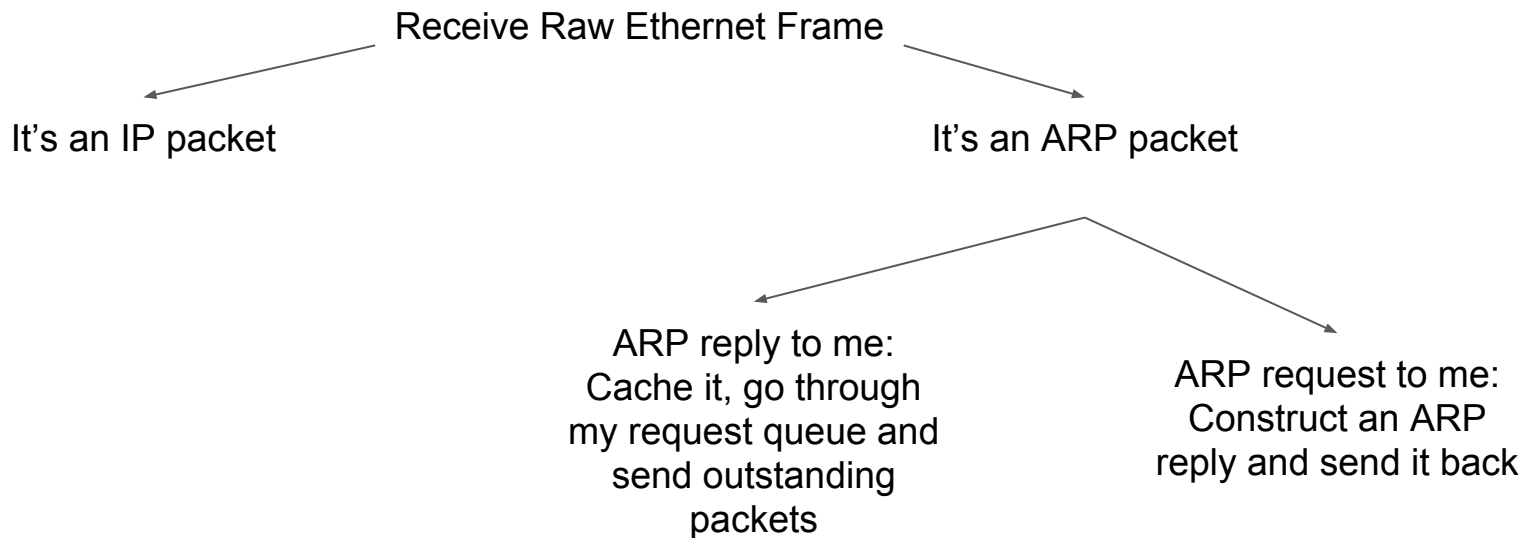 Receive Raw Ethernet Frame
It’s an IP packet
It’s an ARP packet
ARP reply to me:
Cache it, go through
my request queue and
send outstanding
packets
ARP request to me:
Construct an ARP
reply and send it back